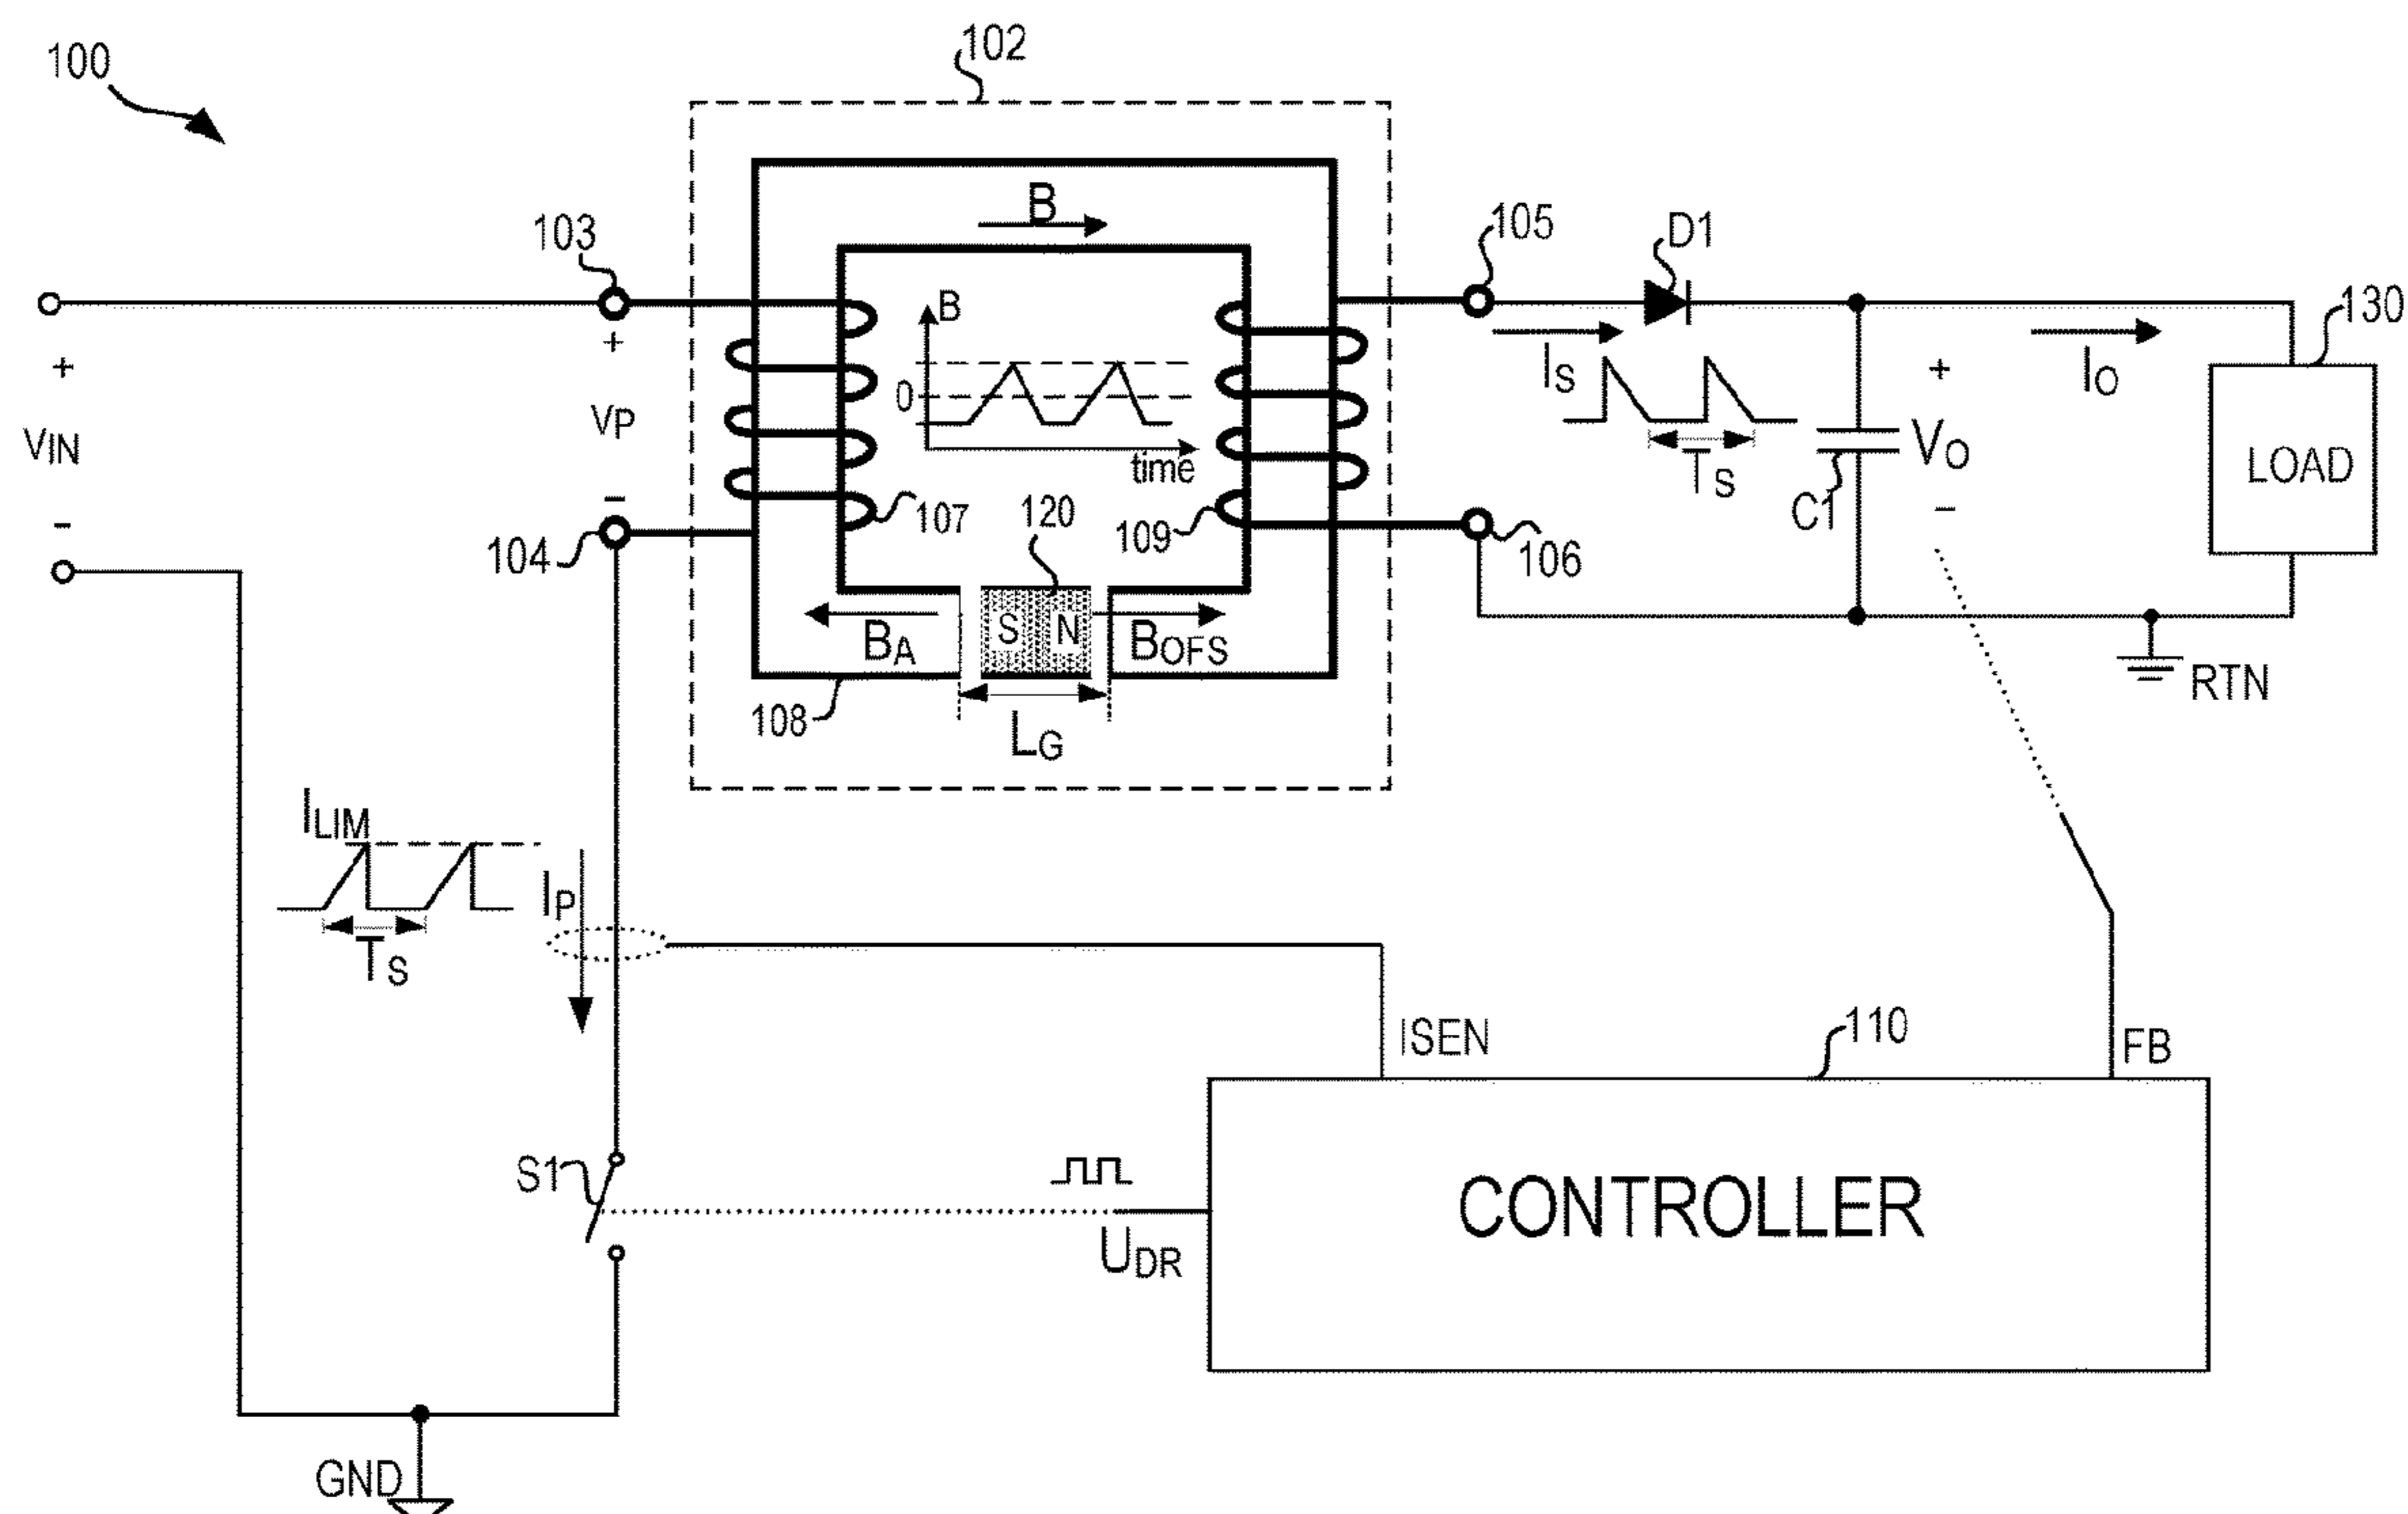 100
102
103
+
VP
-
104
+
VIN
-
B
B
0
time
107
109
120
S N
BA
BOFS
108
LG
105
106
D1
IS
TS
C1
+
VO
-
IO
130
LOAD
RTN
ILIM
TS
IP
ISEN
110
FB
S1
UDR
CONTROLLER
GND